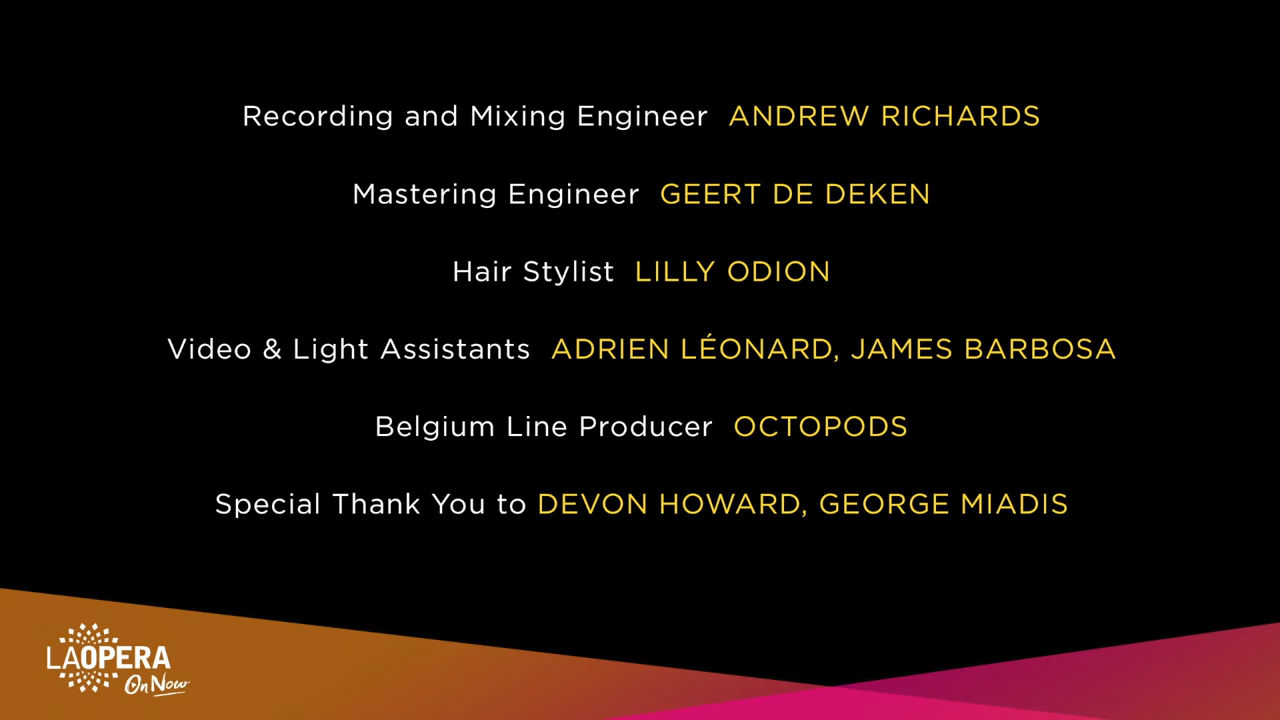 Recording and Mixing Engineer ANDREW RICHARDS
Mastering Engineer GEERT DE DEKEN
Hair Stylist LILLY ODION
Video & Light Assistants ADRIEN LÉONARD, JAMES BARBOSA
Belgium Line Producer OCTOPODS
Special Thank You to DEVON HOWARD, GEORGE MIADIS
LAOPERA
On Now